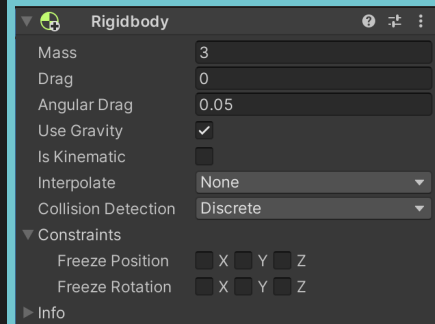 Rigidbody
Mass 3
Drag 0
Angular Drag 0.05
Use Gravity
Is Kinematic
Interpolate None
Collision Detection Discrete
Constraints
Freeze Position X Y Z
Freeze Rotation X Y Z
Info